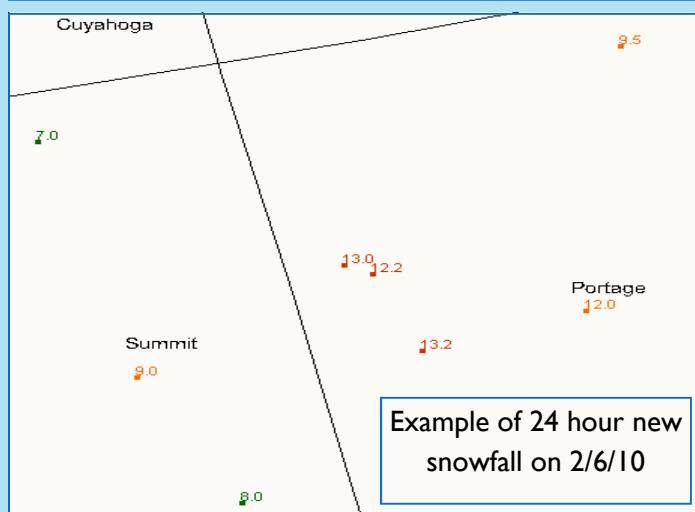 Cuyahoga
9.5
7.0
13.0
12.2
Portage
12.0
Summit
13.2
9.0
Example of 24 hour new
snowfall on 2/6/10
8.0